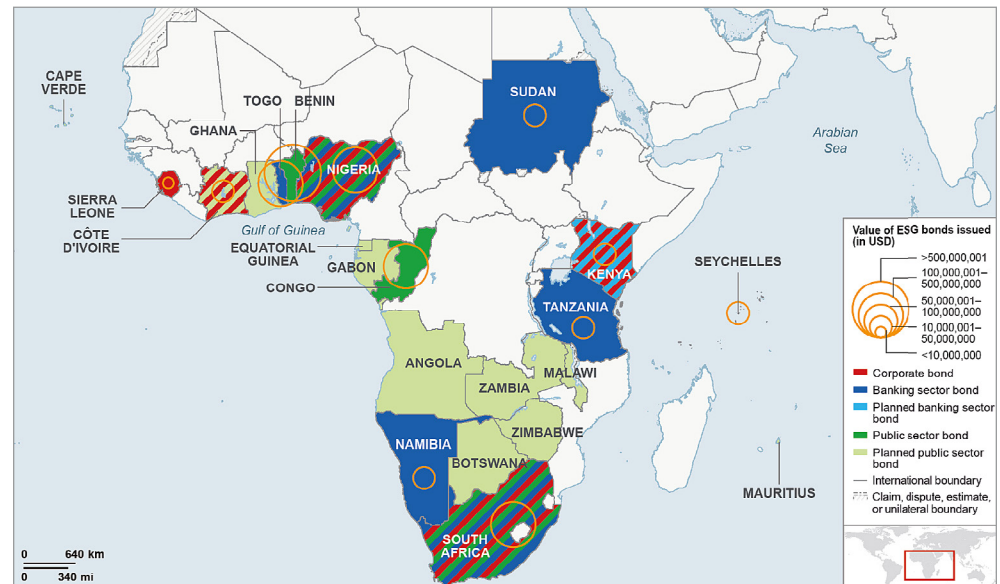 CAPE
VERDE
TOGO
BENIN
GHANA
NIGERIA
SUDAN
Arabian
Sea
SIERRA
LEONE
CÔTE
D'IVOIRE
Gulf of Guinea
EQUATORIAL
GUINEA
GABON
CONGO
KENYA
SEYCHELLES
TANZANIA
ANGOLA
MALAWI
ZAMBIA
NAMIBIA
ZIMBABWE
BOTSWANA
MAURITIUS
SOUTH
AFRICA
0 640 km
0 340 mi
Value of ESG bonds issued
(in USD)
>500,000,001
100,000,001–
500,000,000
50,000,001–
100,000,000
10,000,001–
50,000,000
<10,000,000
Corporate bond
Banking sector bond
Planned banking sector
bond
Public sector bond
Planned public sector
bond
International boundary
Claim, dispute, estimate,
or unilateral boundary